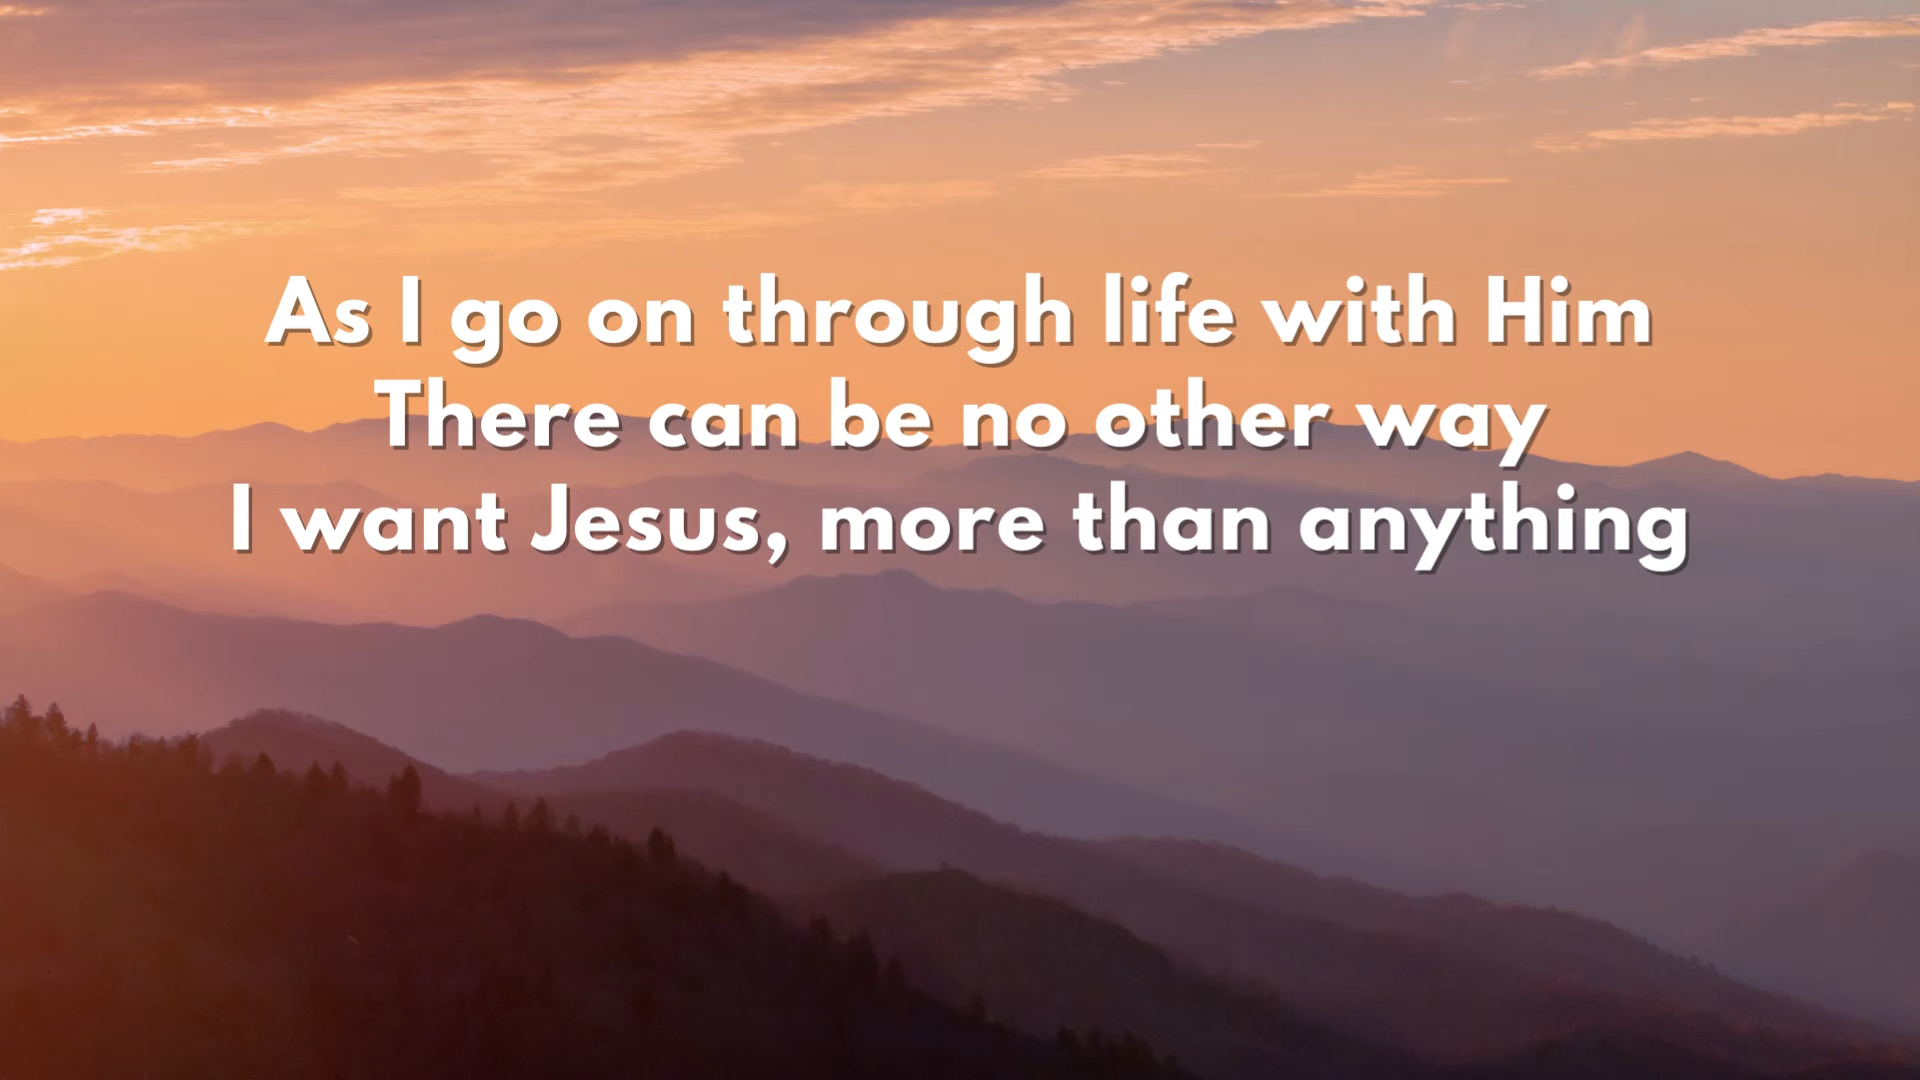 As I go on through life with Him
There can be no other way
I want Jesus, more than anything